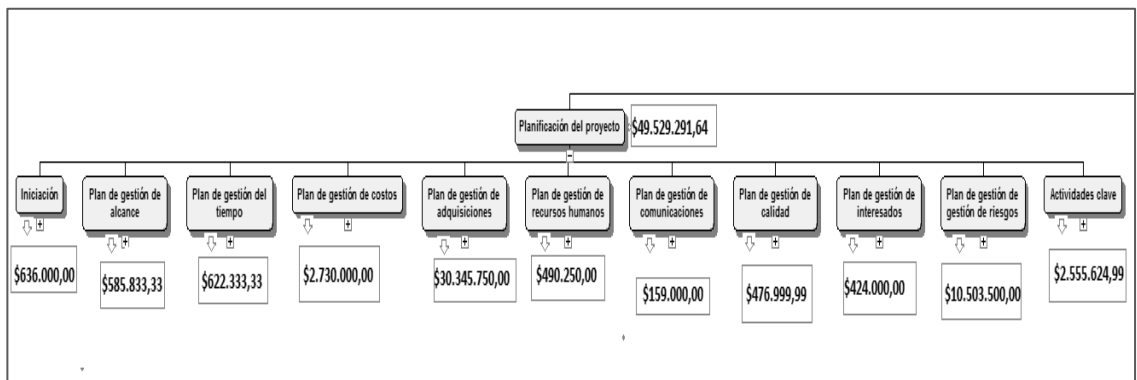 Planificación del proyecto
$49.529.291,64
Iniciación
Plan de gestión de
alcance
Plan de gestión del
tiempo
Plan de gestión de costos
Plan de gestión de
adquisiciones
Plan de gestión de
recursos humanos
Plan de gestión de
comunicaciones
Plan de gestión de
calidad
Plan de gestión de
interesados
Plan de gestión de
gestión de riesgos
Actividades clave
$636.000,00
$585.833,33
$622.333,33
$2.730.000,00
$30.345.750,00
$490.250,00
$159.000,00
$476.999,99
$424.000,00
$10.503.500,00
$2.555.624,99